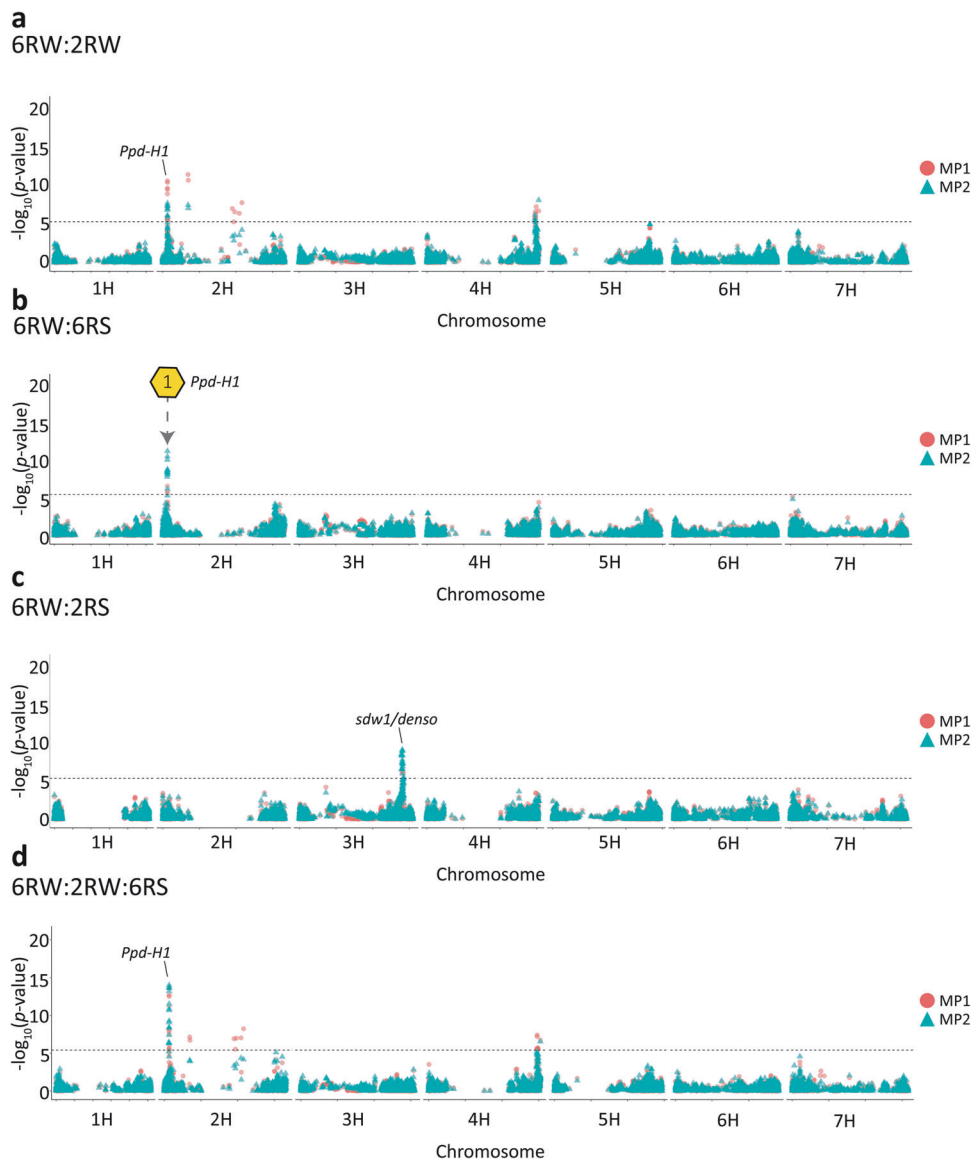 a
6RW:2RW
20
15
10
5
0
-log10(p-value)
Ppd-H1
MP1
MP2
1H 2H 3H 4H 5H 6H 7H
Chromosome
b
6RW:6RS
20
15
10
5
0
-log10(p-value)
1 Ppd-H1
MP1
MP2
1H 2H 3H 4H 5H 6H 7H
Chromosome
c
6RW:2RS
20
15
10
5
0
-log10(p-value)
sdw1/denso
MP1
MP2
1H 2H 3H 4H 5H 6H 7H
Chromosome
d
6RW:2RW:6RS
20
15
10
5
0
-log10(p-value)
Ppd-H1
MP1
MP2
1H 2H 3H 4H 5H 6H 7H
Chromosome